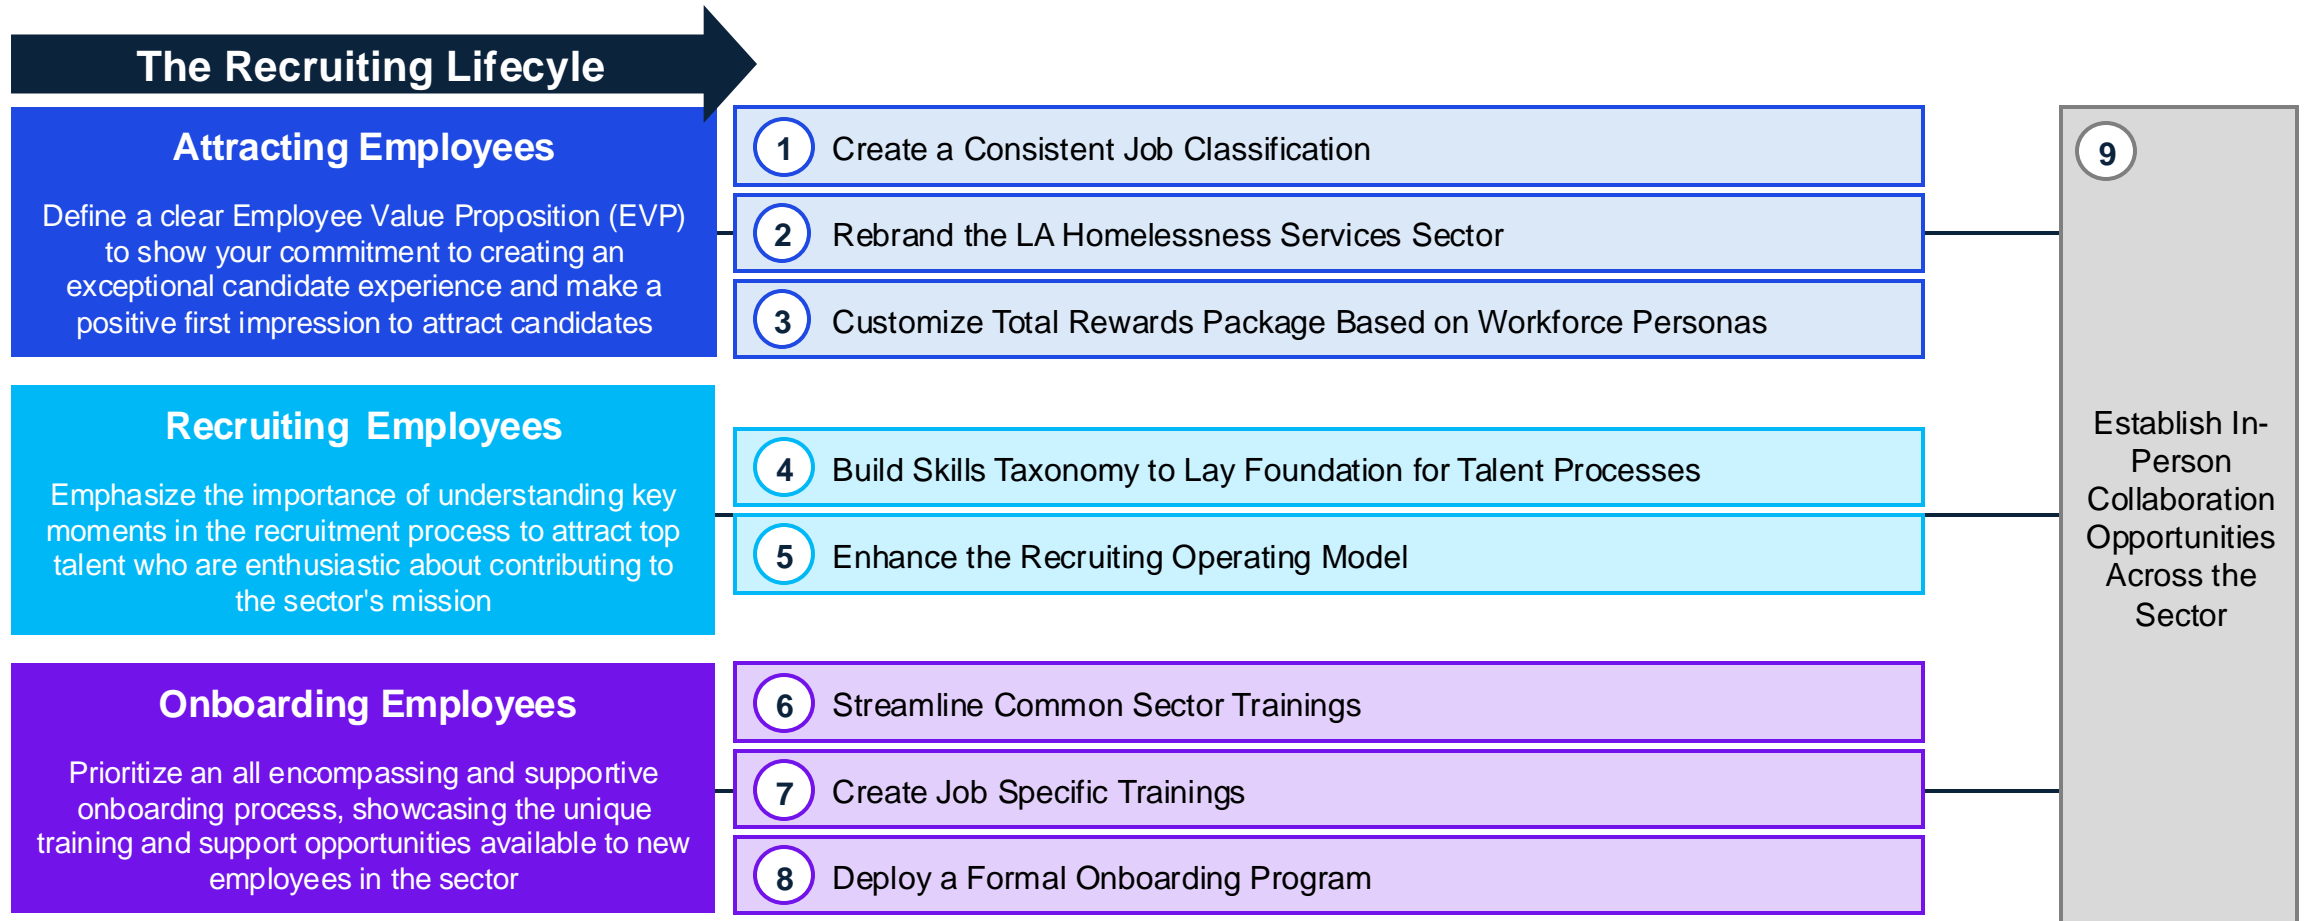 The Recruiting Lifecyle
Attracting Employees
Define a clear Employee Value Proposition (EVP)
to show your commitment to creating an
exceptional candidate experience and make a
positive first impression to attract candidates
1
Create a Consistent Job Classification
2
Rebrand the LA Homelessness Services Sector
3
Customize Total Rewards Package Based on Workforce Personas
Recruiting Employees
Emphasize the importance of understanding key
moments in the recruitment process to attract top
talent who are enthusiastic about contributing to
the sector's mission
4
Build Skills Taxonomy to Lay Foundation for Talent Processes
5
Enhance the Recruiting Operating Model
Onboarding Employees
Prioritize an all encompassing and supportive
onboarding process, showcasing the unique
training and support opportunities available to new
employees in the sector
6
Streamline Common Sector Trainings
7
Create Job Specific Trainings
8
Deploy a Formal Onboarding Program
9
Establish In-
Person
Collaboration
Opportunities
Across the
Sector